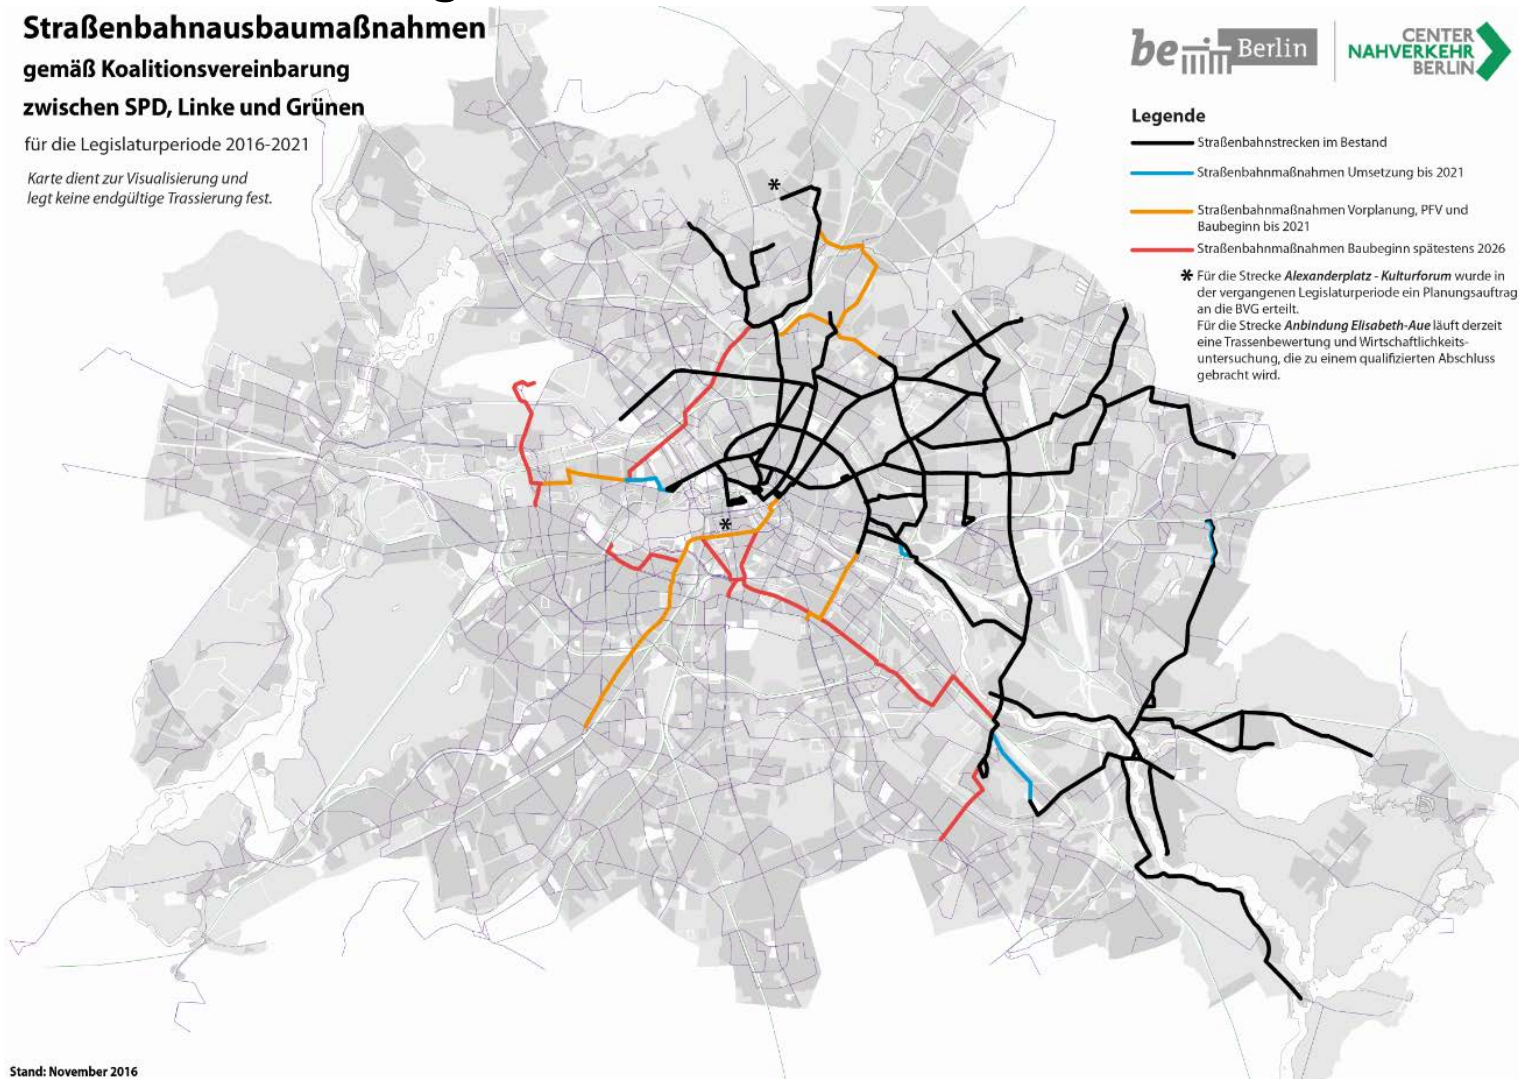 Straßenbahnausbaumaßnahmen
gemäß Koalitionsvereinbarung
zwischen SPD, Linke und Grünen
für die Legislaturperiode 2016-2021
Karte dient zur Visualisierung und
legt keine endgültige Trassierung fest.
be Berlin
CENTER
NAHVERKEHR
BERLIN
Legende
Straßenbahnstrecken im Bestand
Straßenbahnmaßnahmen Umsetzung bis 2021
Straßenbahnmaßnahmen Vorplanung, PFV und
Baubeginn bis 2021
Straßenbahnmaßnahmen Baubeginn spätestens 2026
* Für die Strecke Alexanderplatz - Kulturforum wurde in
der vergangenen Legislaturperiode ein Planungsauftrag
an die BVG erteilt.
Für die Strecke Anbindung Elisabeth-Aue läuft derzeit
eine Trassenbewertung und Wirtschaftlichkeits-
untersuchung, die zu einem qualifizierten Abschluss
gebracht wird.
*
*
Stand: November 2016